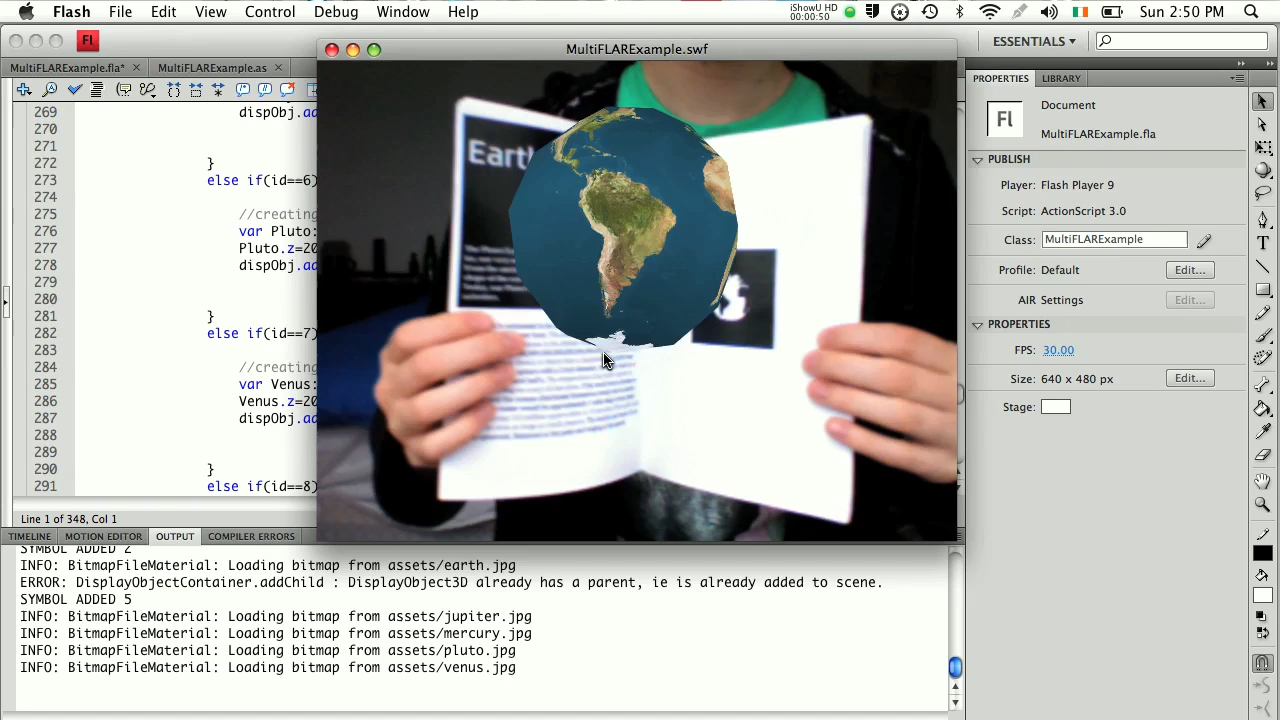 Flash File Edit View Control Debug Window Help
iShowU HD
00:00:50
Sun 2:50 PM
Fl
MultiFLARExample.swf
ESSENTIALS
MultiFLARExample.fla*
MultiFLARExample.as
269 dispObj.ad
270
271
272 }
273 else if(id==6)
274
275 //creating
276 var Pluto:
277 Pluto.z=20
278 dispObj.ad
279
280
281 }
282 else if(id==7)
283
284 //creating
285 var Venus:
286 Venus.z=20
287 dispObj.ad
288
289
290 }
291 else if(id==8)
Line 1 of 348, Col 1
Earth
PROPERTIES LIBRARY
Fl
Document
MultiFLARExample.fla
PUBLISH
Player: Flash Player 9
Script: ActionScript 3.0
Class: MultiFLARExample
Profile: Default Edit...
AIR Settings Edit...
PROPERTIES
FPS: 30.00
Size: 640 x 480 px Edit...
Stage:
T
TIMELINE MOTION EDITOR OUTPUT COMPILER ERRORS
SYMBOL ADDED 2
INFO: BitmapFileMaterial: Loading bitmap from assets/earth.jpg
ERROR: DisplayObjectContainer.addChild : DisplayObject3D already has a parent, ie is already added to scene.
SYMBOL ADDED 5
INFO: BitmapFileMaterial: Loading bitmap from assets/jupiter.jpg
INFO: BitmapFileMaterial: Loading bitmap from assets/mercury.jpg
INFO: BitmapFileMaterial: Loading bitmap from assets/pluto.jpg
INFO: BitmapFileMaterial: Loading bitmap from assets/venus.jpg